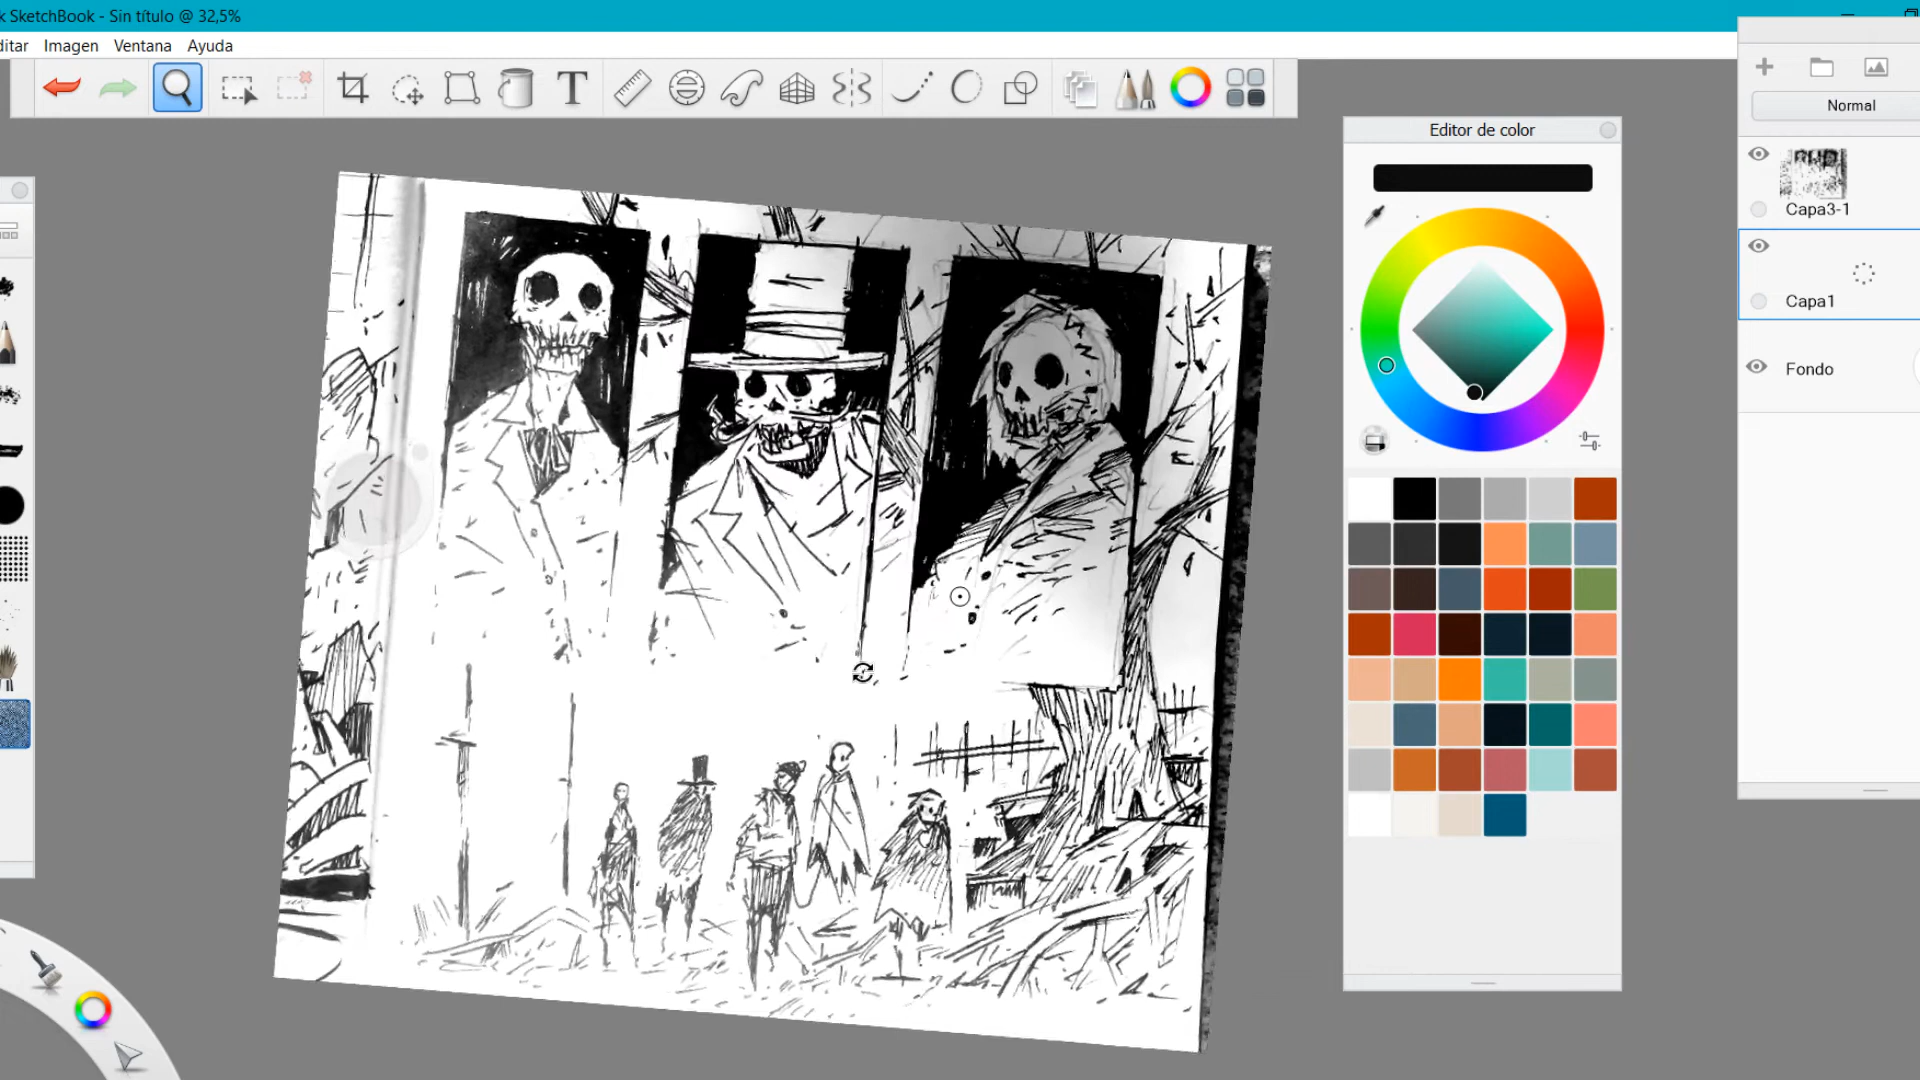 k SketchBook - Sin título @ 32,5%
ditar Imagen Ventana Ayuda
Editor de color
Normal
Capa3-1
Capa1
Fondo